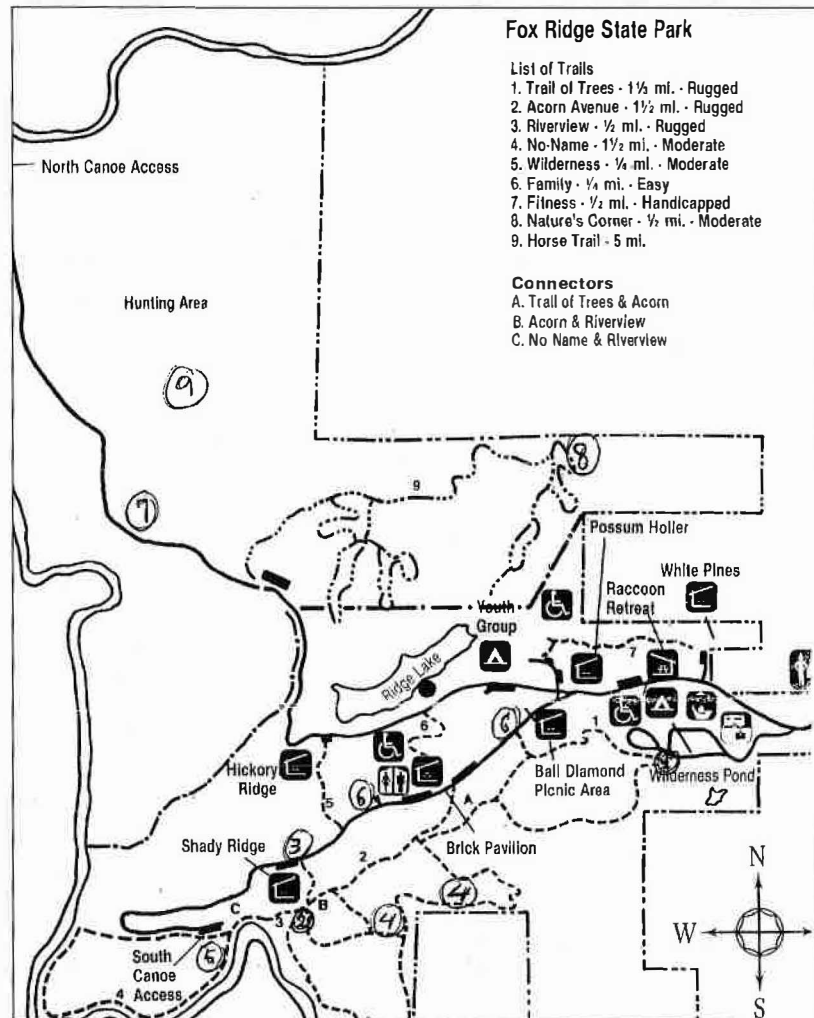 Fox Ridge State Park
List of Trails
1. Trail of Trees - 1⅓ mi. - Rugged
2. Acorn Avenue - 1½ mi. - Rugged
3. Riverview - ½ mi. - Rugged
4. No-Name - 1½ mi. - Moderate
5. Wilderness - ¼ mi. - Moderate
6. Family - ¼ mi. - Easy
7. Fitness - ½ mi. - Handicapped
8. Nature's Corner - ½ mi. - Moderate
9. Horse Trail - 5 mi.
Connectors
A. Trail of Trees & Acorn
B. Acorn & Riverview
C. No Name & Riverview
North Canoe Access
Hunting Area
9
8
9
7
Possum Holler
White Pines
Raccoon
Retreat
Youth
Group
7
Ridge Lake
6
6
1
Hickory
Ridge
Ball Diamond
Picnic Area
Wilderness Pond
5
6
A
Brick Pavilion
Shady Ridge
3
2
4
B
C
3
4
South
Canoe
Access
5
4
N
W
S